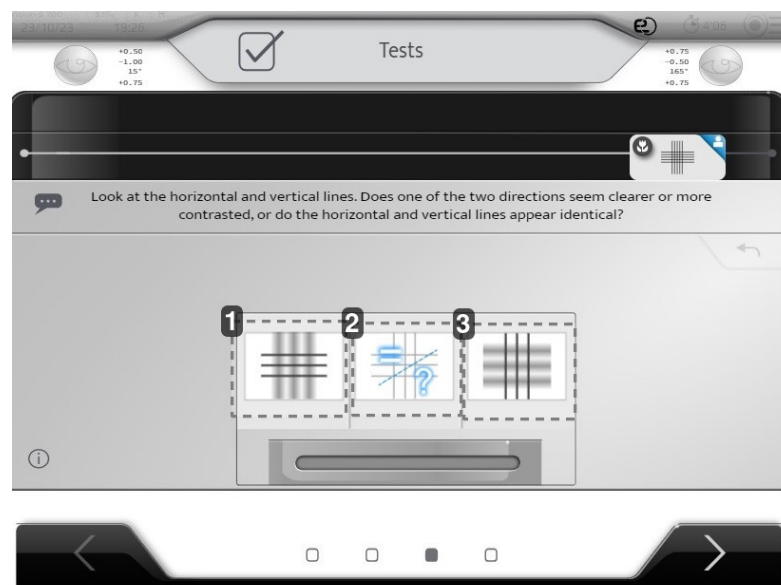 23/10/23 19:26 4:06
+0.50
-1.00
15°
+0.75
Tests
+0.75
-0.50
165°
+0.75
Look at the horizontal and vertical lines. Does one of the two directions seem clearer or more
contrasted, or do the horizontal and vertical lines appear identical?
1 2 3
= ?